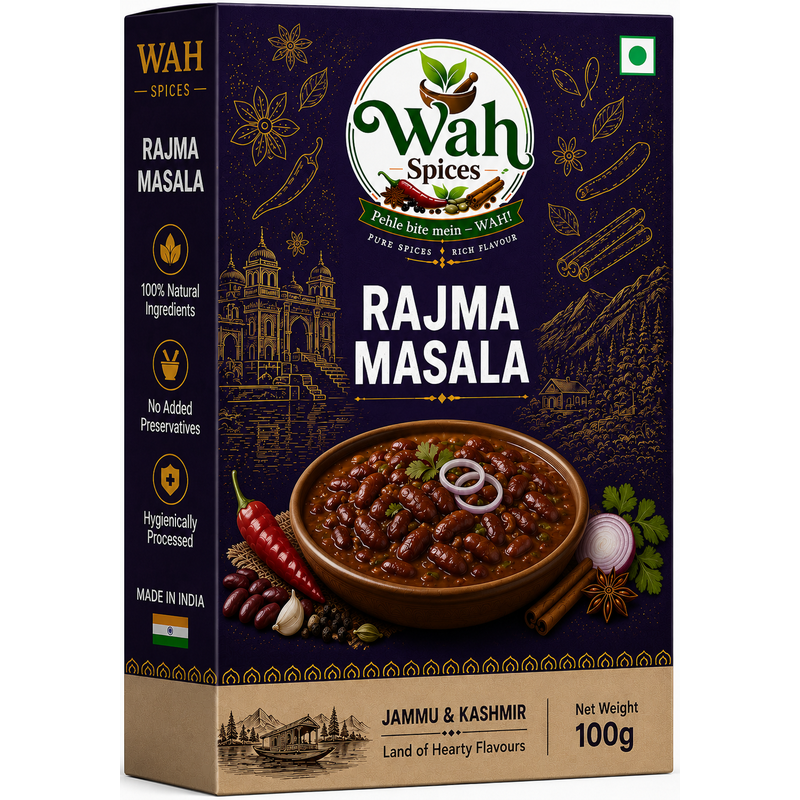 WAH
SPICES
RAJMA
MASALA
100% Natural
Ingredients
No Added
Preservatives
Hygienically
Processed
MADE IN INDIA
Wah
Spices
Pehle bite mein – WAH!
PURE SPICES RICH FLAVOUR
RAJMA
MASALA
JAMMU & KASHMIR
Land of Hearty Flavours
Net Weight
100g